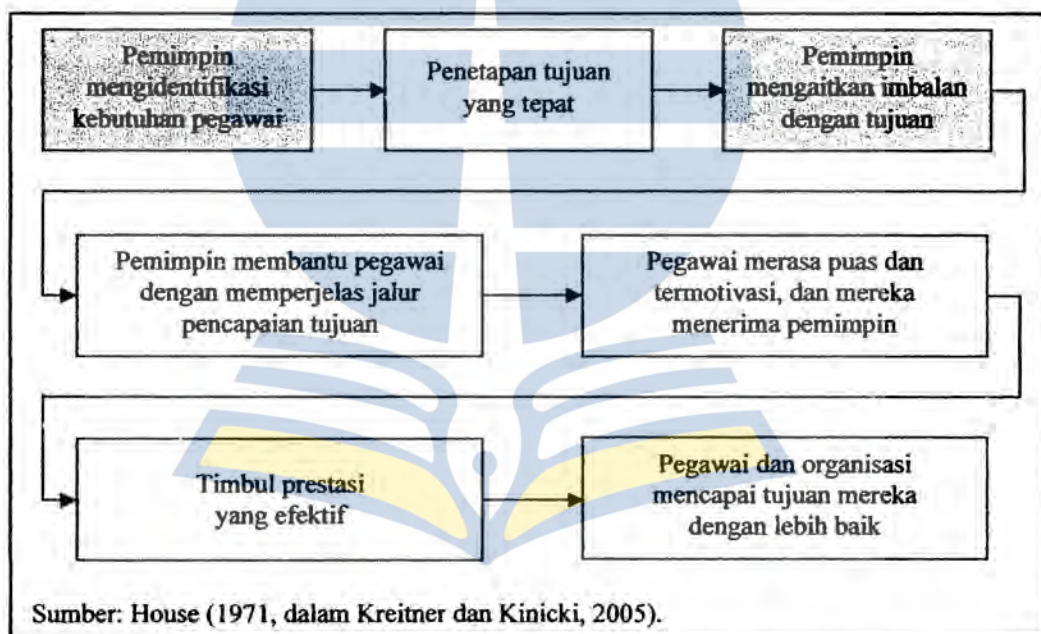 Pemimpin
mengidentifikasi
kebutuhan pegawai
Penetapan tujuan
yang tepat
Pemimpin
mengaitkan imbalan
dengan tujuan
Pemimpin membantu pegawai
dengan memperjelas jalur
pencapaian tujuan
Pegawai merasa puas dan
termotivasi, dan mereka
menerima pemimpin
Timbul prestasi
yang efektif
Pegawai dan organisasi
mencapai tujuan mereka
dengan lebih baik
Sumber: House (1971, dalam Kreitner dan Kinicki, 2005).